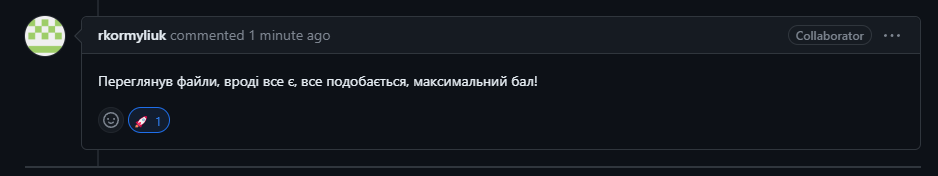 rkormyliuk commented 1 minute ago
Collaborator
Переглянув файли, вроді все є, все подобається, максимальний бал!
1